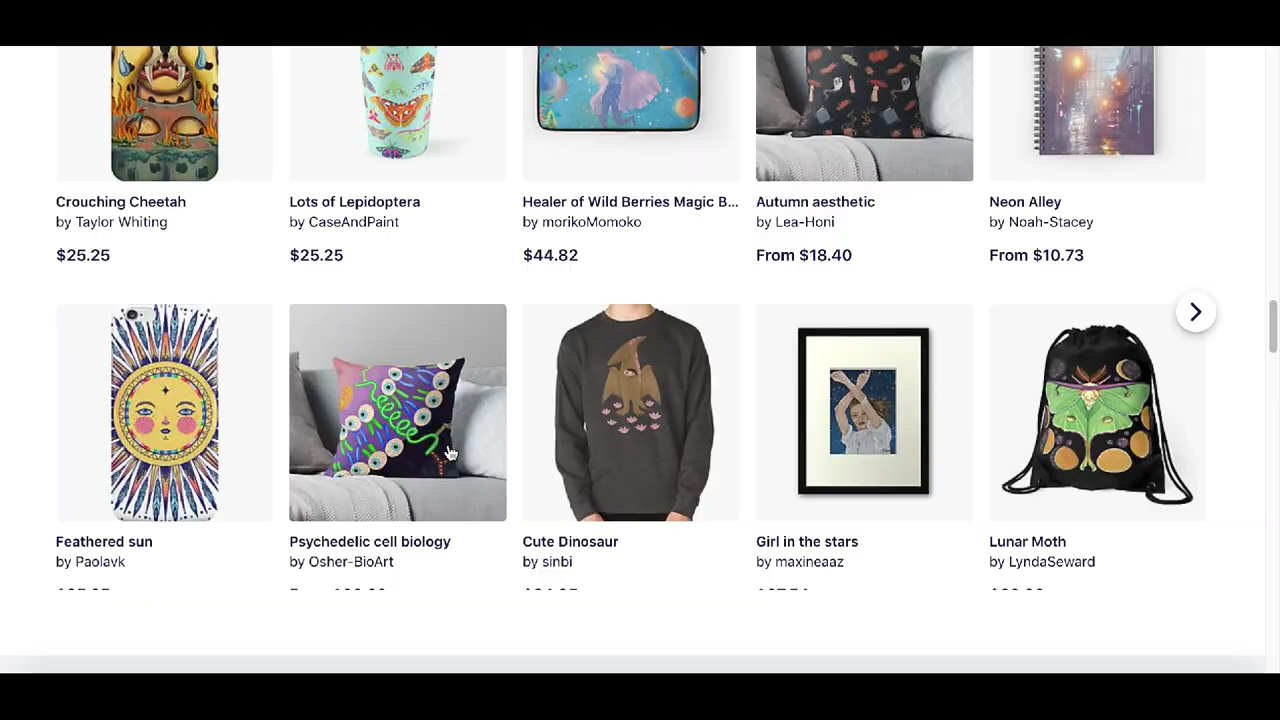 Crouching Cheetah
by Taylor Whiting
$25.25
Lots of Lepidoptera
by CaseAndPaint
$25.25
Healer of Wild Berries Magic B...
by morikoMomoko
$44.82
Autumn aesthetic
by Lea-Honi
From $18.40
Neon Alley
by Noah-Stacey
From $10.73
Feathered sun
by Paolavk
Psychedelic cell biology
by Osher-BioArt
Cute Dinosaur
by sinbi
Girl in the stars
by maxineaaz
Lunar Moth
by LyndaSeward